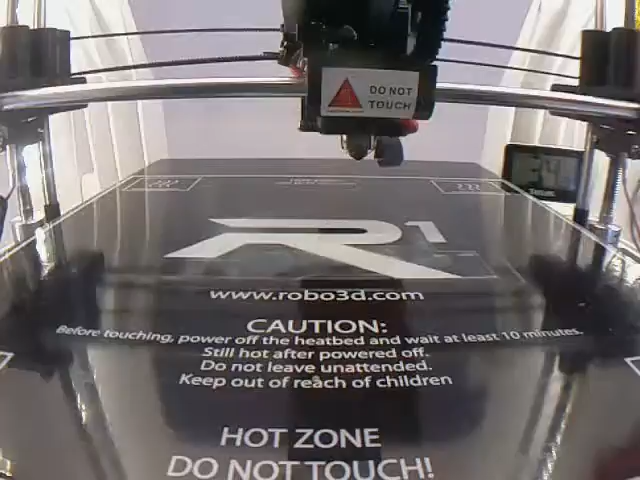 DO NOT
TOUCH
R1
www.robo3d.com
CAUTION:
Before touching, power off the heatbed and wait at least 10 minutes.
Still hot after powered off.
Do not leave unattended.
Keep out of reach of children
HOT ZONE
DO NOT TOUCH!